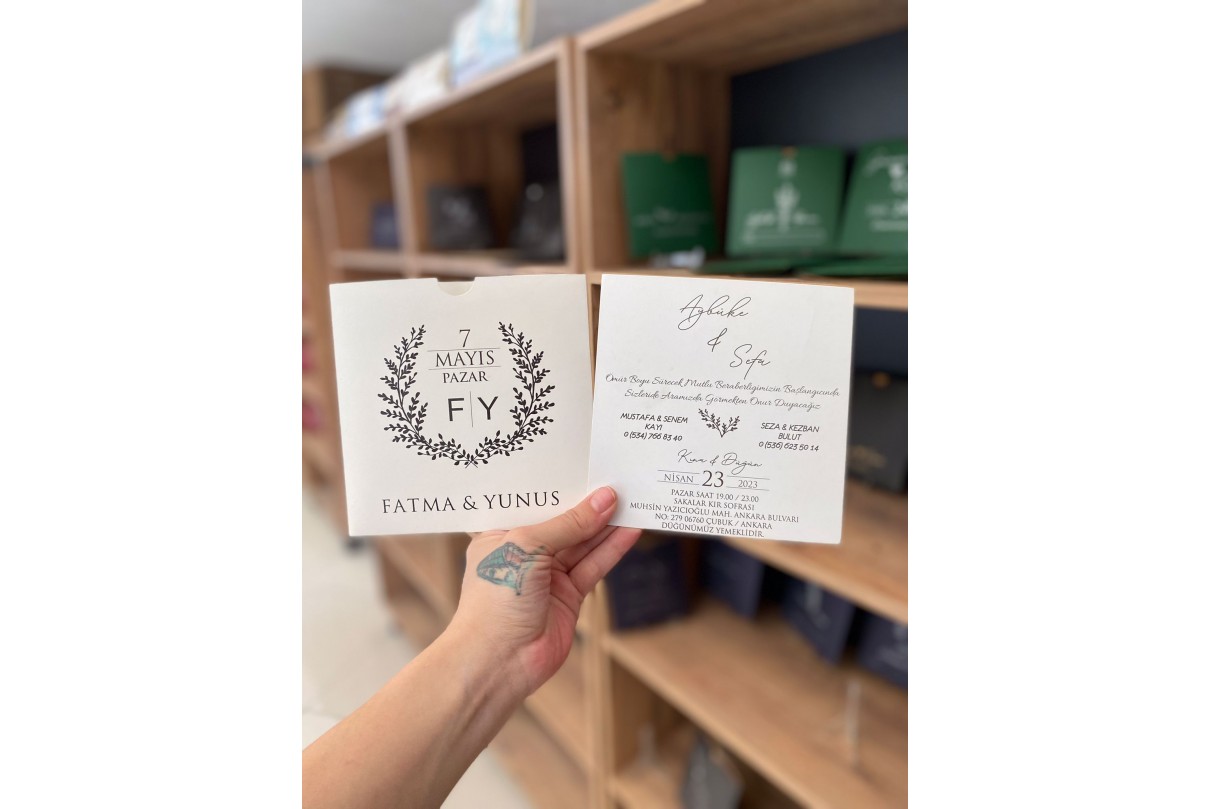 7
MAYIS
PAZAR
F|Y
FATMA & YUNUS
Aybüke
&
Sefa
Ömür Boyu Sürecek Mutlu Beraberliğimizin Başlangıcında
Sizleride Aramızda Görmekten Onur Duyacağız
MUSTAFA & SENEM
KAYI
0 (534) 766 83 40
SEZA & KEZBAN
BULUT
0 (536) 623 50 14
Kına & Düğün
NİSAN 23 2023
PAZAR SAAT 19.00 / 23.00
SAKALAR KIR SOFRASI
MUHSİN YAZICIOĞLU MAH. ANKARA BULVARI
NO: 279 06760 ÇUBUK / ANKARA
DÜĞÜNÜMÜZ YEMEKLİDİR.